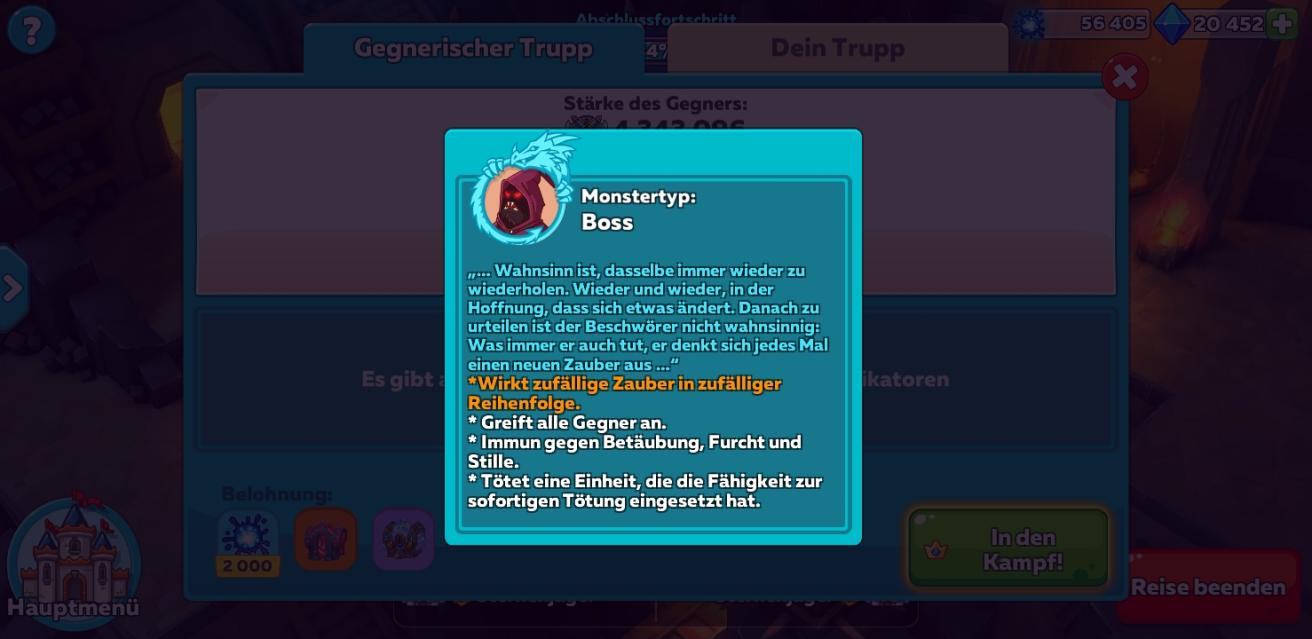 ?
Abschlussfortschritt
56 405
20 452
Gegnerischer Trupp
4%
Dein Trupp
Stärke des Gegners:
4 343 096
Monstertyp:
Boss
„... Wahnsinn ist, dasselbe immer wieder zu
wiederholen. Wieder und wieder, in der
Hoffnung, dass sich etwas ändert. Danach zu
urteilen ist der Beschwörer nicht wahnsinnig:
Was immer er auch tut, er denkt sich jedes Mal
einen neuen Zauber aus ...“
*Wirkt zufällige Zauber in zufälliger
Reihenfolge.
* Greift alle Gegner an.
* Immun gegen Betäubung, Furcht und
Stille.
* Tötet eine Einheit, die die Fähigkeit zur
sofortigen Tötung eingesetzt hat.
Es gibt
Belohnung:
2 000
In den
Kampf!
Hauptmenü
Reise beenden